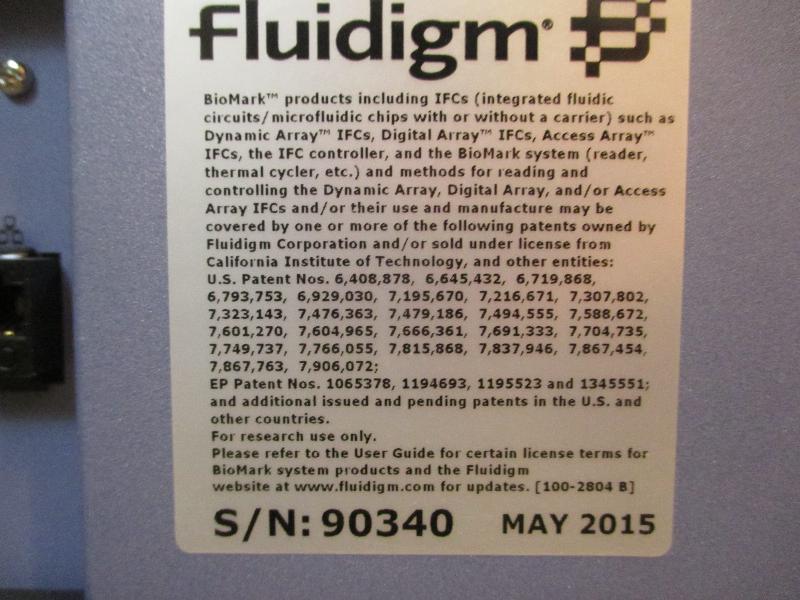 Fluidigm®
BioMark™ products including IFCs (integrated fluidic
circuits/microfluidic chips with or without a carrier) such as
Dynamic Array™ IFCs, Digital Array™ IFCs, Access Array™
IFCs, the IFC controller, and the BioMark system (reader,
thermal cycler, etc.) and methods for reading and
controlling the Dynamic Array, Digital Array, and/or Access
Array IFCs and/or their use and manufacture may be
covered by one or more of the following patents owned by
Fluidigm Corporation and/or sold under license from
California Institute of Technology, and other entities:
U.S. Patent Nos. 6,408,878, 6,645,432, 6,719,868,
6,793,753, 6,929,030, 7,195,670, 7,216,671, 7,307,802,
7,323,143, 7,476,363, 7,479,186, 7,494,555, 7,588,672,
7,601,270, 7,604,965, 7,666,361, 7,691,333, 7,704,735,
7,749,737, 7,766,055, 7,815,868, 7,837,946, 7,867,454,
7,867,763, 7,906,072;
EP Patent Nos. 1065378, 1194693, 1195523 and 1345551;
and additional issued and pending patents in the U.S. and
other countries.
For research use only.
Please refer to the User Guide for certain license terms for
BioMark system products and the Fluidigm
website at www.fluidigm.com for updates. [100-2804 B]
S/N: 90340 MAY 2015